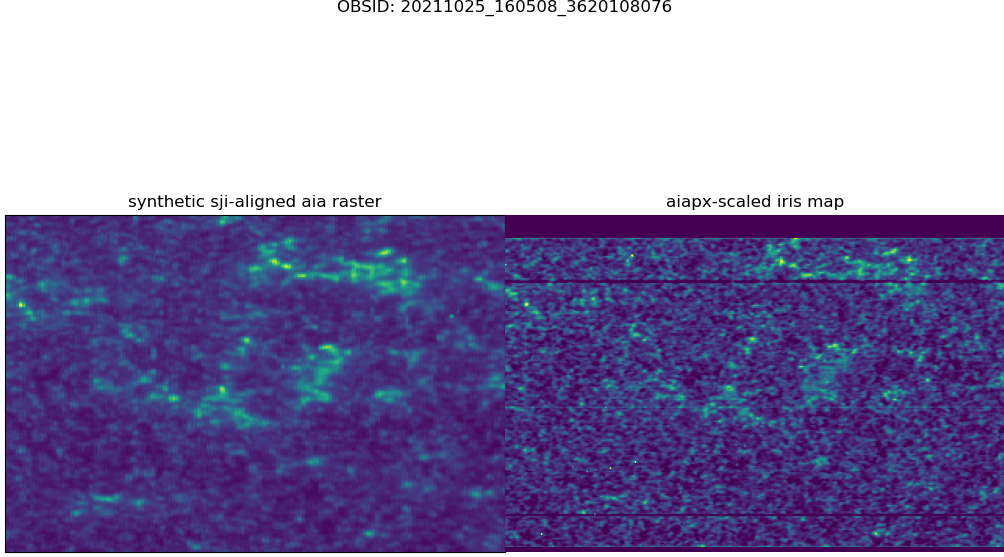 OBSID: 20211025_160508_3620108076
synthetic sji-aligned aia raster
aiapx-scaled iris map